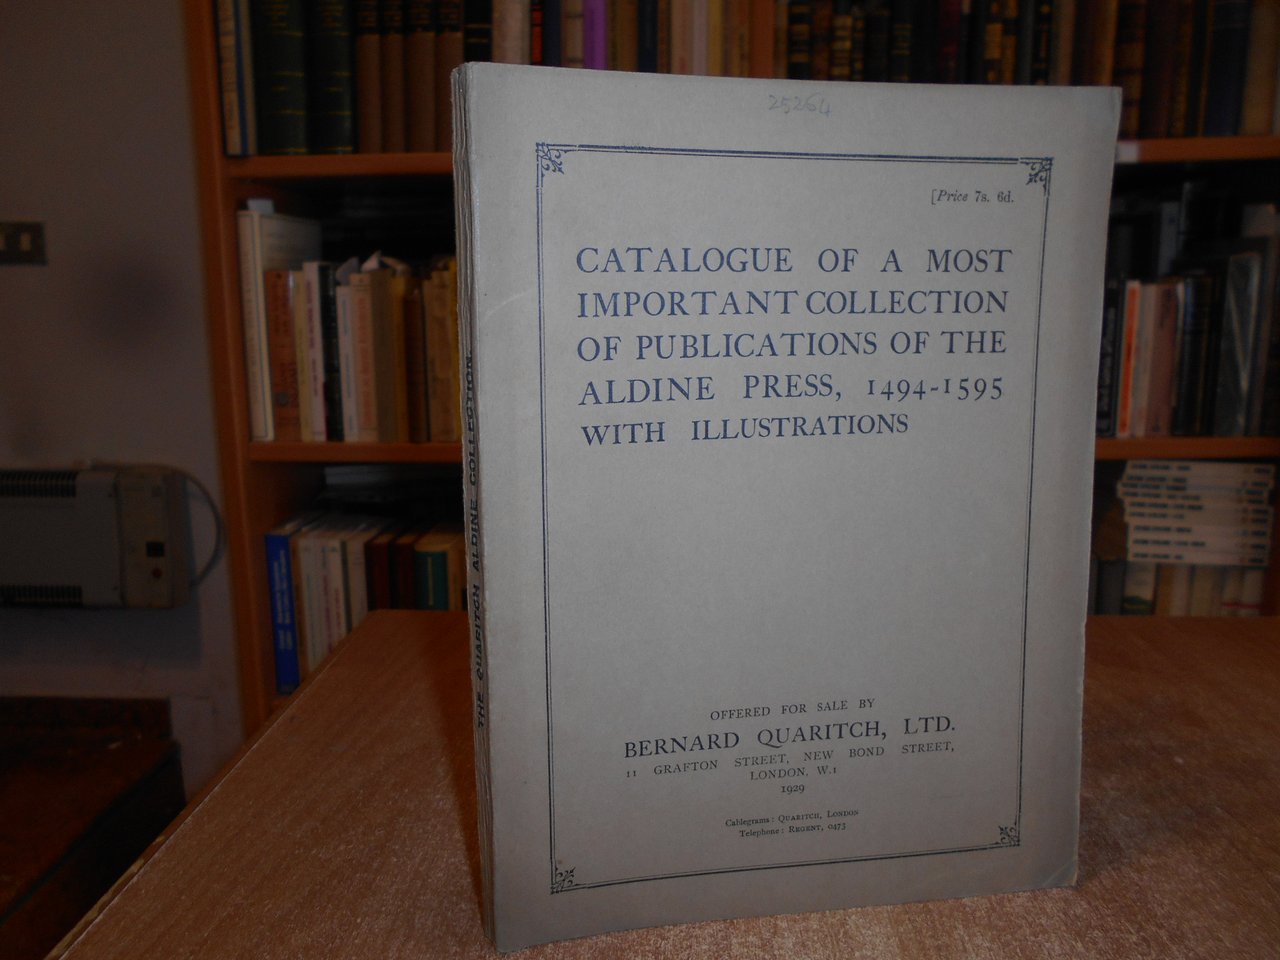 25264
[Price 7s. 6d.
CATALOGUE OF A MOST
IMPORTANT COLLECTION
OF PUBLICATIONS OF THE
ALDINE PRESS, 1494-1595
WITH ILLUSTRATIONS
OFFERED FOR SALE BY
BERNARD QUARITCH, LTD.
11 GRAFTON STREET, NEW BOND STREET,
LONDON, W.1
1929
Cablegrams: QUARITCH, LONDON
Telephone: REGENT, 0473
THE QUARITCH ALDINE COLLECTION